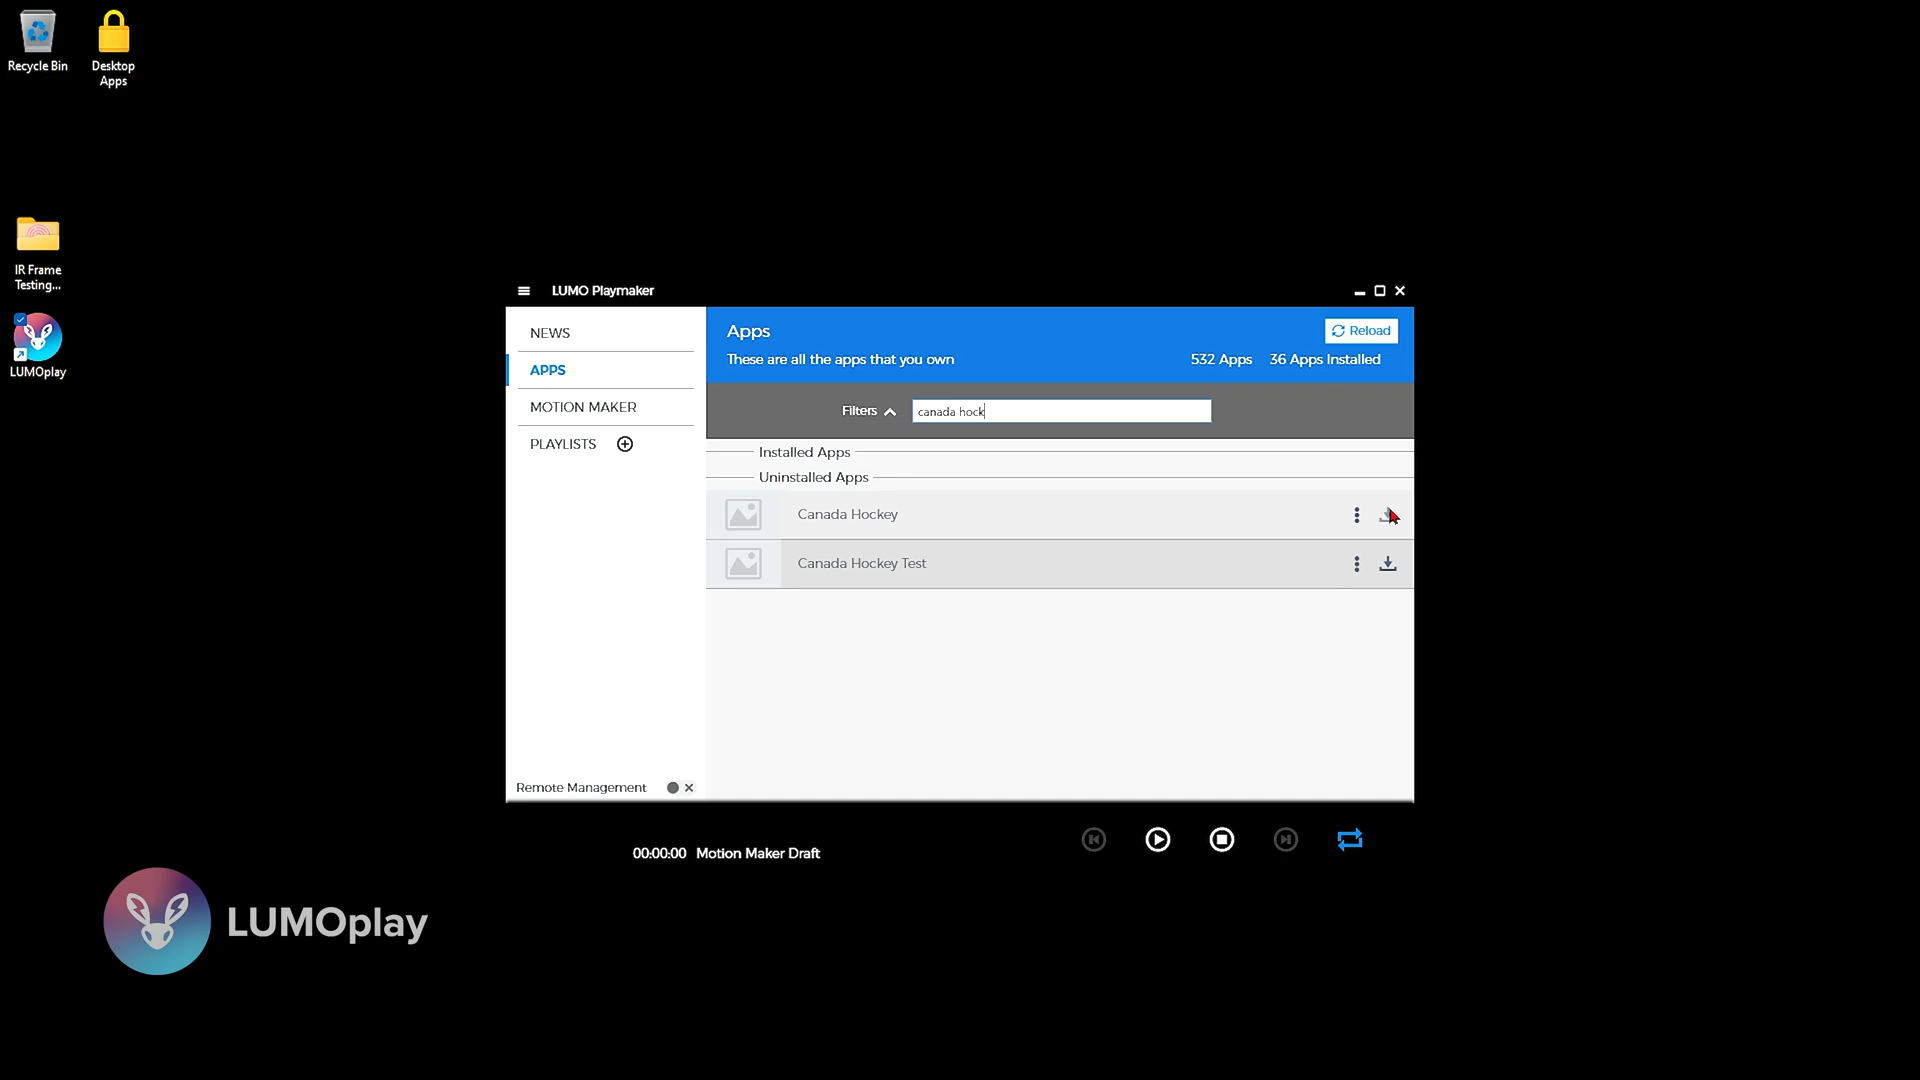 Recycle Bin
Desktop
Apps
IR Frame
Testing...
LUMOplay
LUMO Playmaker
NEWS
APPS
MOTION MAKER
PLAYLISTS
Remote Management
Apps
Reload
These are all the apps that you own
532 Apps
36 Apps Installed
Filters
canada hock
Installed Apps
Uninstalled Apps
Canada Hockey
Canada Hockey Test
00:00:00 Motion Maker Draft
LUMOplay